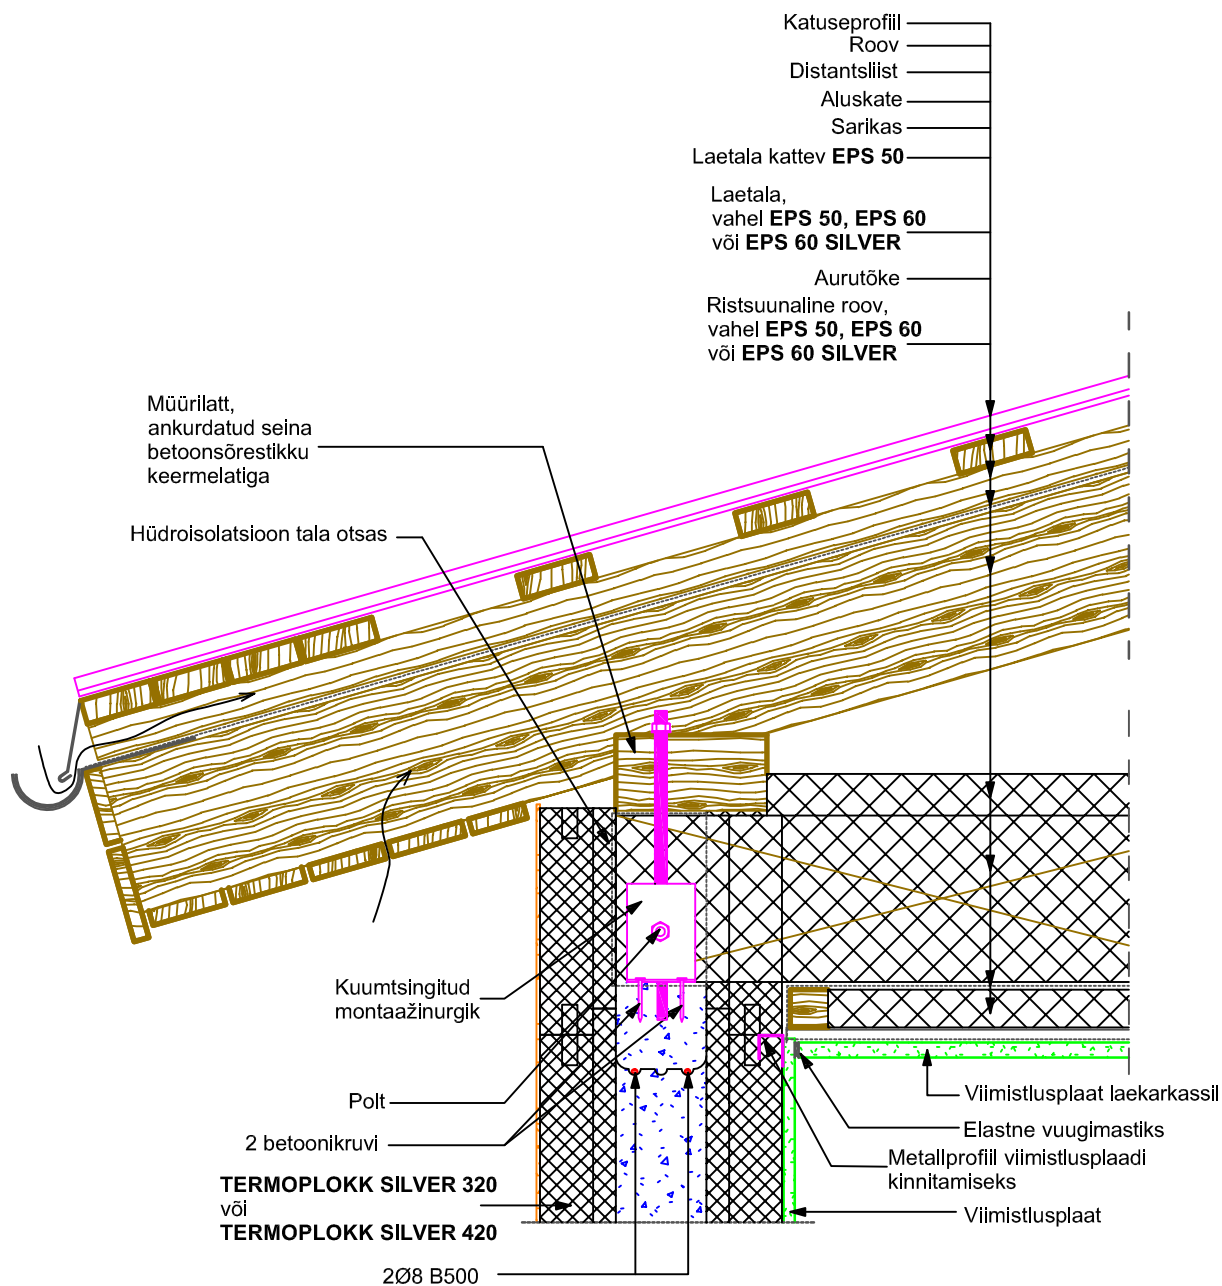 Katuseprofiil
Roov
Distantsliist
Aluskate
Sarikas
Laetala kattev EPS 50
Laetala,
vahel EPS 50, EPS 60
või EPS 60 SILVER
Aurutõke
Ristsuunaline roov,
vahel EPS 50, EPS 60
või EPS 60 SILVER
Müürilatt,
ankurdatud seina
betoonsõrestikku
keermelatiga
Hüdroisolatsioon tala otsas
Kuumtsingitud
montaažinurgik
Polt
2 betoonikruvi
TERMOPLOKK SILVER 320
või
TERMOPLOKK SILVER 420
2Ø8 B500
Viimistlusplaat laekarkassil
Elastne vuugimastiks
Metallprofiil viimistlusplaadi
kinnitamiseks
Viimistlusplaat